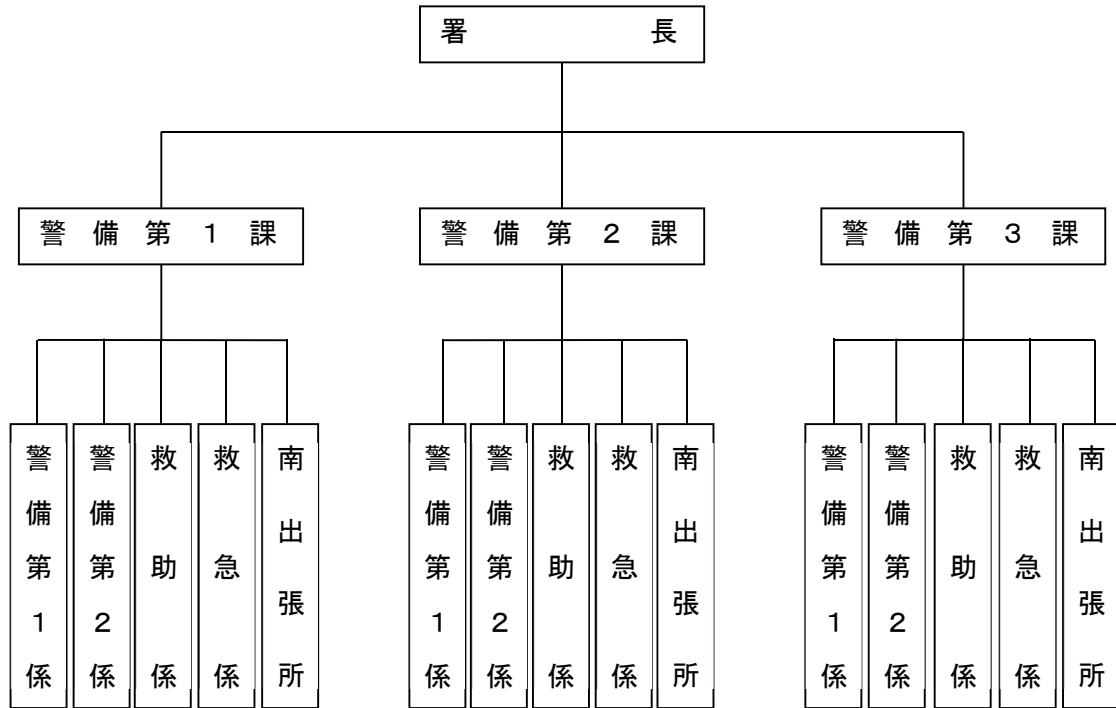 署長
警備第１課
警備第２課
警備第３課
警備第１係
警備第２係
救助係
救急係
南出張所
警備第１係
警備第２係
救助係
救急係
南出張所
警備第１係
警備第２係
救助係
救急係
南出張所